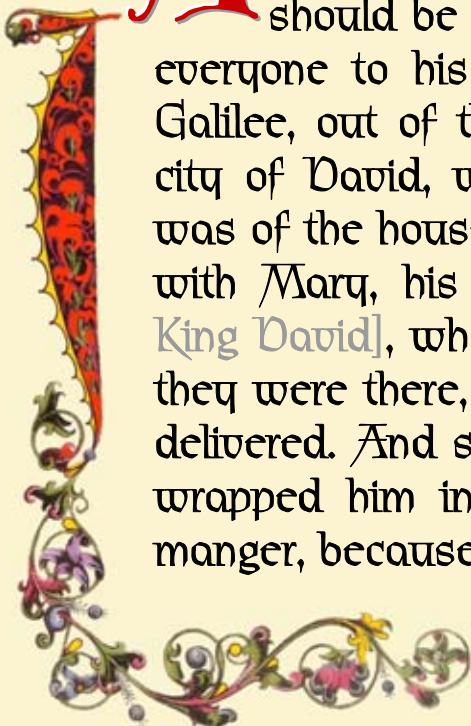 should be
everyone to his
Galilee, out of t
city of David, w
was of the hous
with Mary, his
King David], wh
they were there,
delivered. And s
wrapped him in
manger, because